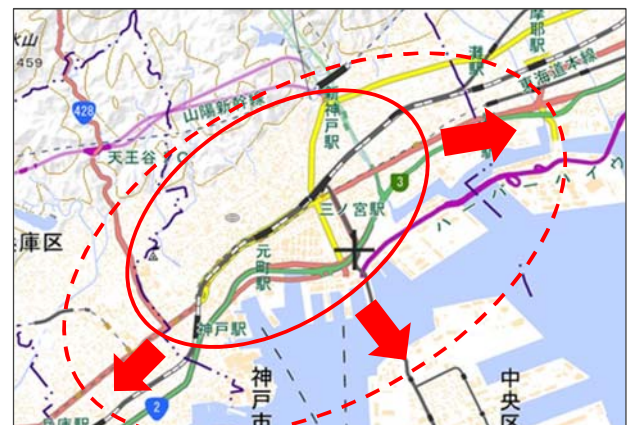 摩耶駅
灘駅
東海道本線
459
428
山陽新幹線
新神戸駅
天王谷
3
三ノ宮駅
ハーバーハイウ
庫区
元町駅
神戸駅
神戸市
中央区
2
兵庫駅